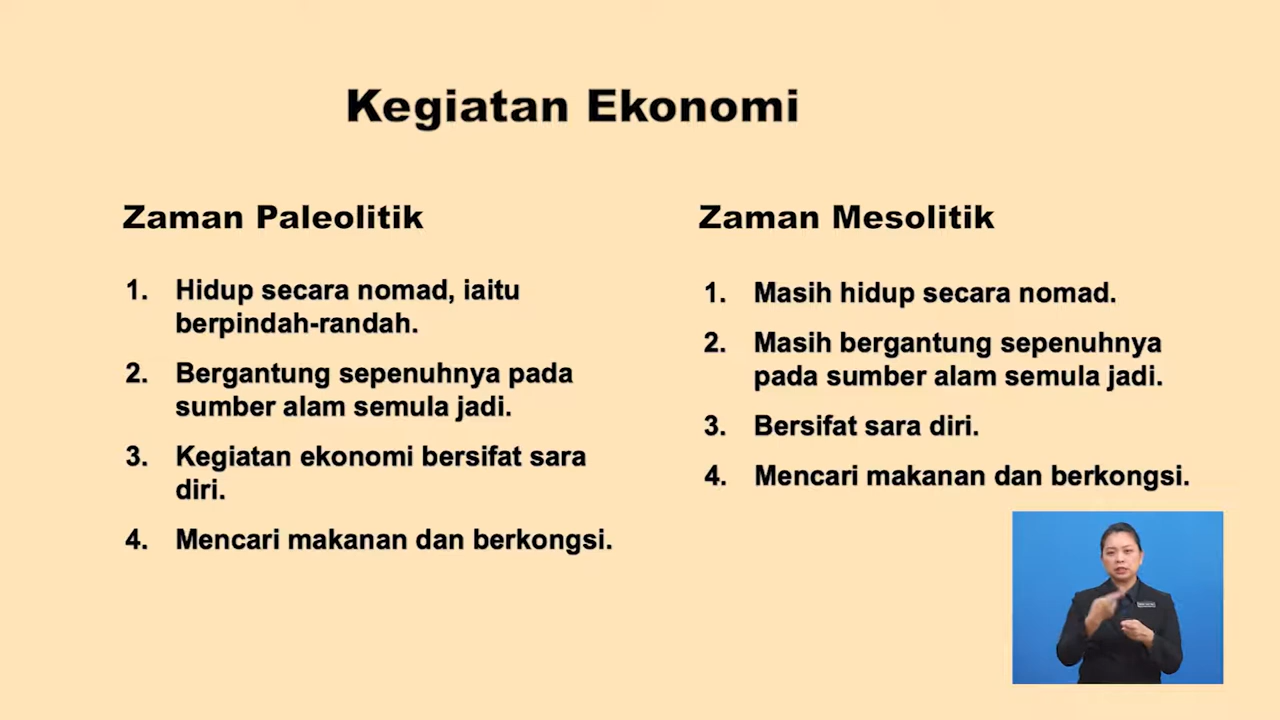 Kegiatan Ekonomi
Zaman Paleolitik
1. Hidup secara nomad, iaitu
berpindah-randah.
2. Bergantung sepenuhnya pada
sumber alam semula jadi.
3. Kegiatan ekonomi bersifat sara
diri.
4. Mencari makanan dan berkongsi.
Zaman Mesolitik
1. Masih hidup secara nomad.
2. Masih bergantung sepenuhnya
pada sumber alam semula jadi.
3. Bersifat sara diri.
4. Mencari makanan dan berkongsi.